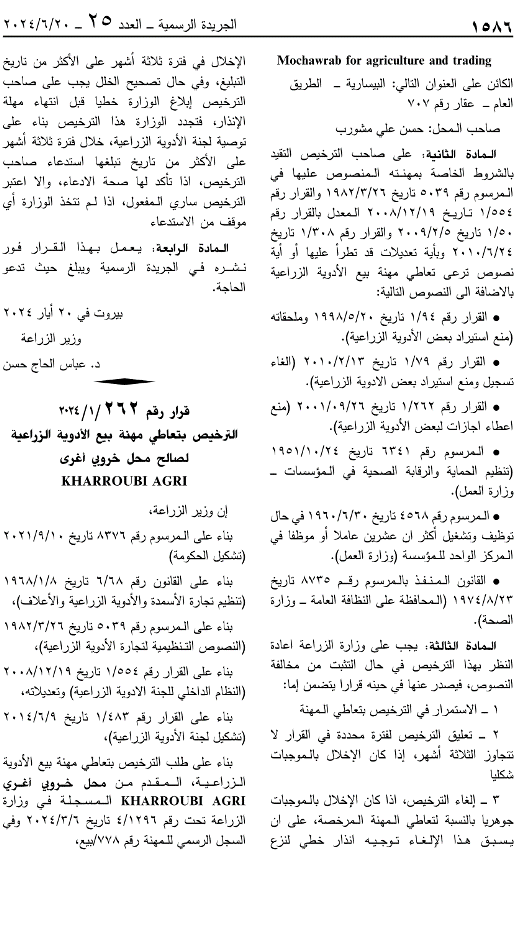 ١٥٨٦
الجريدة الرسمية ــ العدد ٢٥ ــ ٢٠٢٤/٦/٢٠
Mochawrab for agriculture and trading
الكائن على العنوان التالي: البيسارية ــ الطريق
العام ــ عقار رقم ٧٠٧
صاحب المحل: حسن علي مشورب
المادة الثانية: على صاحب الترخيص التقيد
بالشروط الخاصة بمهنته المنصوص عليها في
المرسوم رقم ٥٠٣٩ تاريخ ١٩٨٢/٣/٢٦ والقرار رقم
١/٥٥٤ تاريخ ٢٠٠٨/١٢/١٩ المعدل بالقرار رقم
١/٥٠ تاريخ ٢٠٠٩/٢/٥ والقرار رقم ١/٣٠٨ تاريخ
٢٠١٠/٦/٢٤ وبأية تعديلات قد تطرأ عليها أو أية
نصوص ترعى تعاطي مهنة بيع الأدوية الزراعية
بالاضافة الى النصوص التالية:
● القرار رقم ١/٩٤ تاريخ ١٩٩٨/٥/٢٠ وملحقاته
(منع استيراد بعض الأدوية الزراعية).
● القرار رقم ١/٧٩ تاريخ ٢٠١٠/٢/١٣ (الغاء
تسجيل ومنع استيراد بعض الادوية الزراعية).
● القرار رقم ١/٢٦٢ تاريخ ٢٠٠١/٠٩/٢٦ (منع
اعطاء اجازات لبعض الأدوية الزراعية).
● المرسوم رقم ٦٣٤١ تاريخ ١٩٥١/١٠/٢٤
(تنظيم الحماية والرقابة الصحية في المؤسسات ــ
وزارة العمل).
● المرسوم رقم ٤٥٦٨ تاريخ ١٩٦٠/٦/٣٠ في حال
توظيف وتشغيل أكثر ان عشرين عاملا أو موظفا في
المركز الواحد للمؤسسة (وزارة العمل).
● القانون المنفذ بالمرسوم رقم ٨٧٣٥ تاريخ
١٩٧٤/٨/٢٣ (المحافظة على النظافة العامة ــ وزارة
الصحة).
المادة الثالثة: يجب على وزارة الزراعة اعادة
النظر بهذا الترخيص في حال التثبت من مخالفة
النصوص، فيصدر عنها في حينه قرارا يتضمن إما:
١ ــ الاستمرار في الترخيص بتعاطي المهنة
٢ ــ تعليق الترخيص لفترة محددة في القرار لا
تتجاوز الثلاثة أشهر، إذا كان الإخلال بالموجبات
شكليا
٣ ــ إلغاء الترخيص، اذا كان الإخلال بالموجبات
جوهريا بالنسبة لتعاطي المهنة المرخصة، على ان
يسبق هذا الإلغاء توجيه انذار خطي لنزع
الإخلال في فترة ثلاثة أشهر على الأكثر من تاريخ
التبليغ، وفي حال تصحيح الخلل يجب على صاحب
الترخيص إبلاغ الوزارة خطيا قبل انتهاء مهلة
الإنذار، فتجدد الوزارة هذا الترخيص بناء على
توصية لجنة الأدوية الزراعية، خلال فترة ثلاثة أشهر
على الأكثر من تاريخ تبلغها استدعاء صاحب
الترخيص، اذا تأكد لها صحة الادعاء، والا اعتبر
الترخيص ساري المفعول، اذا لم تتخذ الوزارة أي
موقف من الاستدعاء
المادة الرابعة: يعمل بهذا القرار فور
نشره في الجريدة الرسمية ويبلغ حيث تدعو
الحاجة.
بيروت في ٢٠ أيار ٢٠٢٤
وزير الزراعة
د. عباس الحاج حسن
قرار رقم ٢٦٢ /١/ ٢٠٢٤
الترخيص بتعاطي مهنة بيع الأدوية الزراعية
لصالح محل خروبي أغري
KHARROUBI AGRI
إن وزير الزراعة،
بناء على المرسوم رقم ٨٣٧٦ تاريخ ٢٠٢١/٩/١٠
(تشكيل الحكومة)
بناء على القانون رقم ٦/٦٨ تاريخ ١٩٦٨/١/٨
(تنظيم تجارة الأسمدة والأدوية الزراعية والأعلاف)،
بناء على المرسوم رقم ٥٠٣٩ تاريخ ١٩٨٢/٣/٢٦
(النصوص التنظيمية لتجارة الأدوية الزراعية)،
بناء على القرار رقم ١/٥٥٤ تاريخ ٢٠٠٨/١٢/١٩
(النظام الداخلي للجنة الادوية الزراعية) وتعديلاته،
بناء على القرار رقم ١/٤٨٣ تاريخ ٢٠١٤/٦/٩
(تشكيل لجنة الأدوية الزراعية)،
بناء على طلب الترخيص بتعاطي مهنة بيع الأدوية
الزراعية، المقدم من محل خروبي أغري
KHARROUBI AGRI المسجلة في وزارة
الزراعة تحت رقم ٤/١٢٩٦ تاريخ ٢٠٢٤/٣/٦ وفي
السجل الرسمي للمهنة رقم ٧٧٨/بيع،